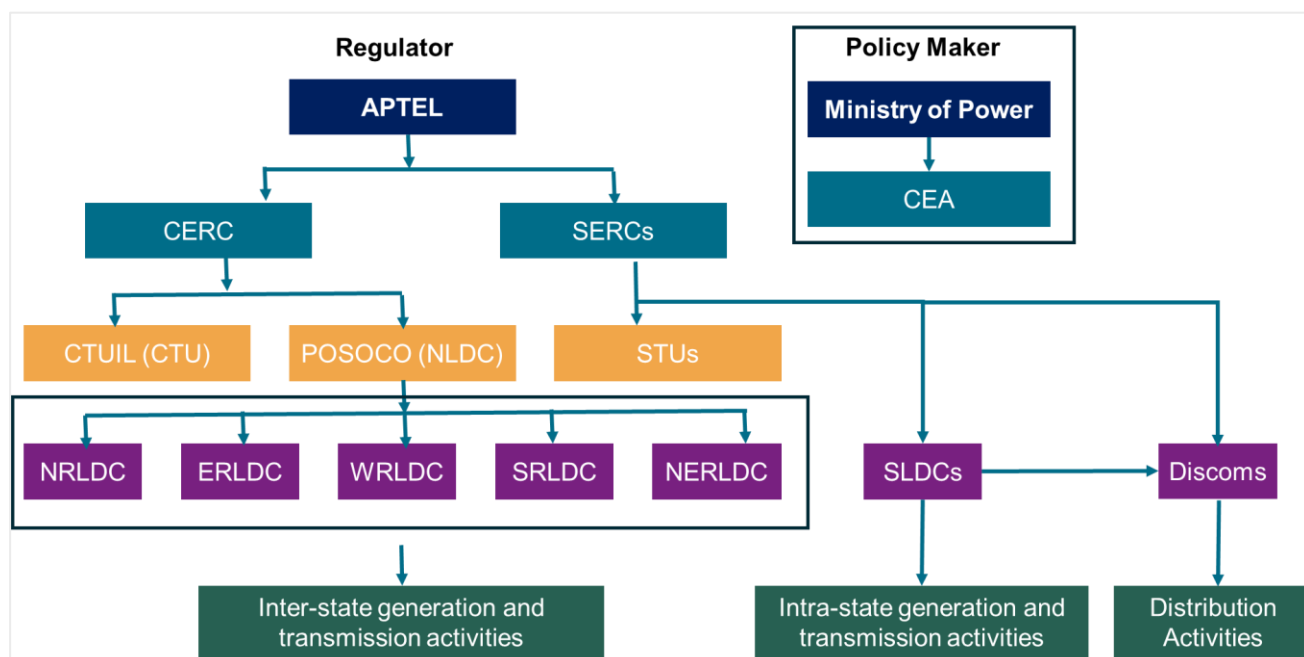 Regulator
Policy Maker
APTEL
Ministry of Power
CERC
SERCs
CEA
CTUIL (CTU)
POSOCO (NLDC)
STUs
NRLDC
ERLDC
WRLDC
SRLDC
NERLDC
SLDCs
Discoms
Inter-state generation and
transmission activities
Intra-state generation and
transmission activities
Distribution
Activities